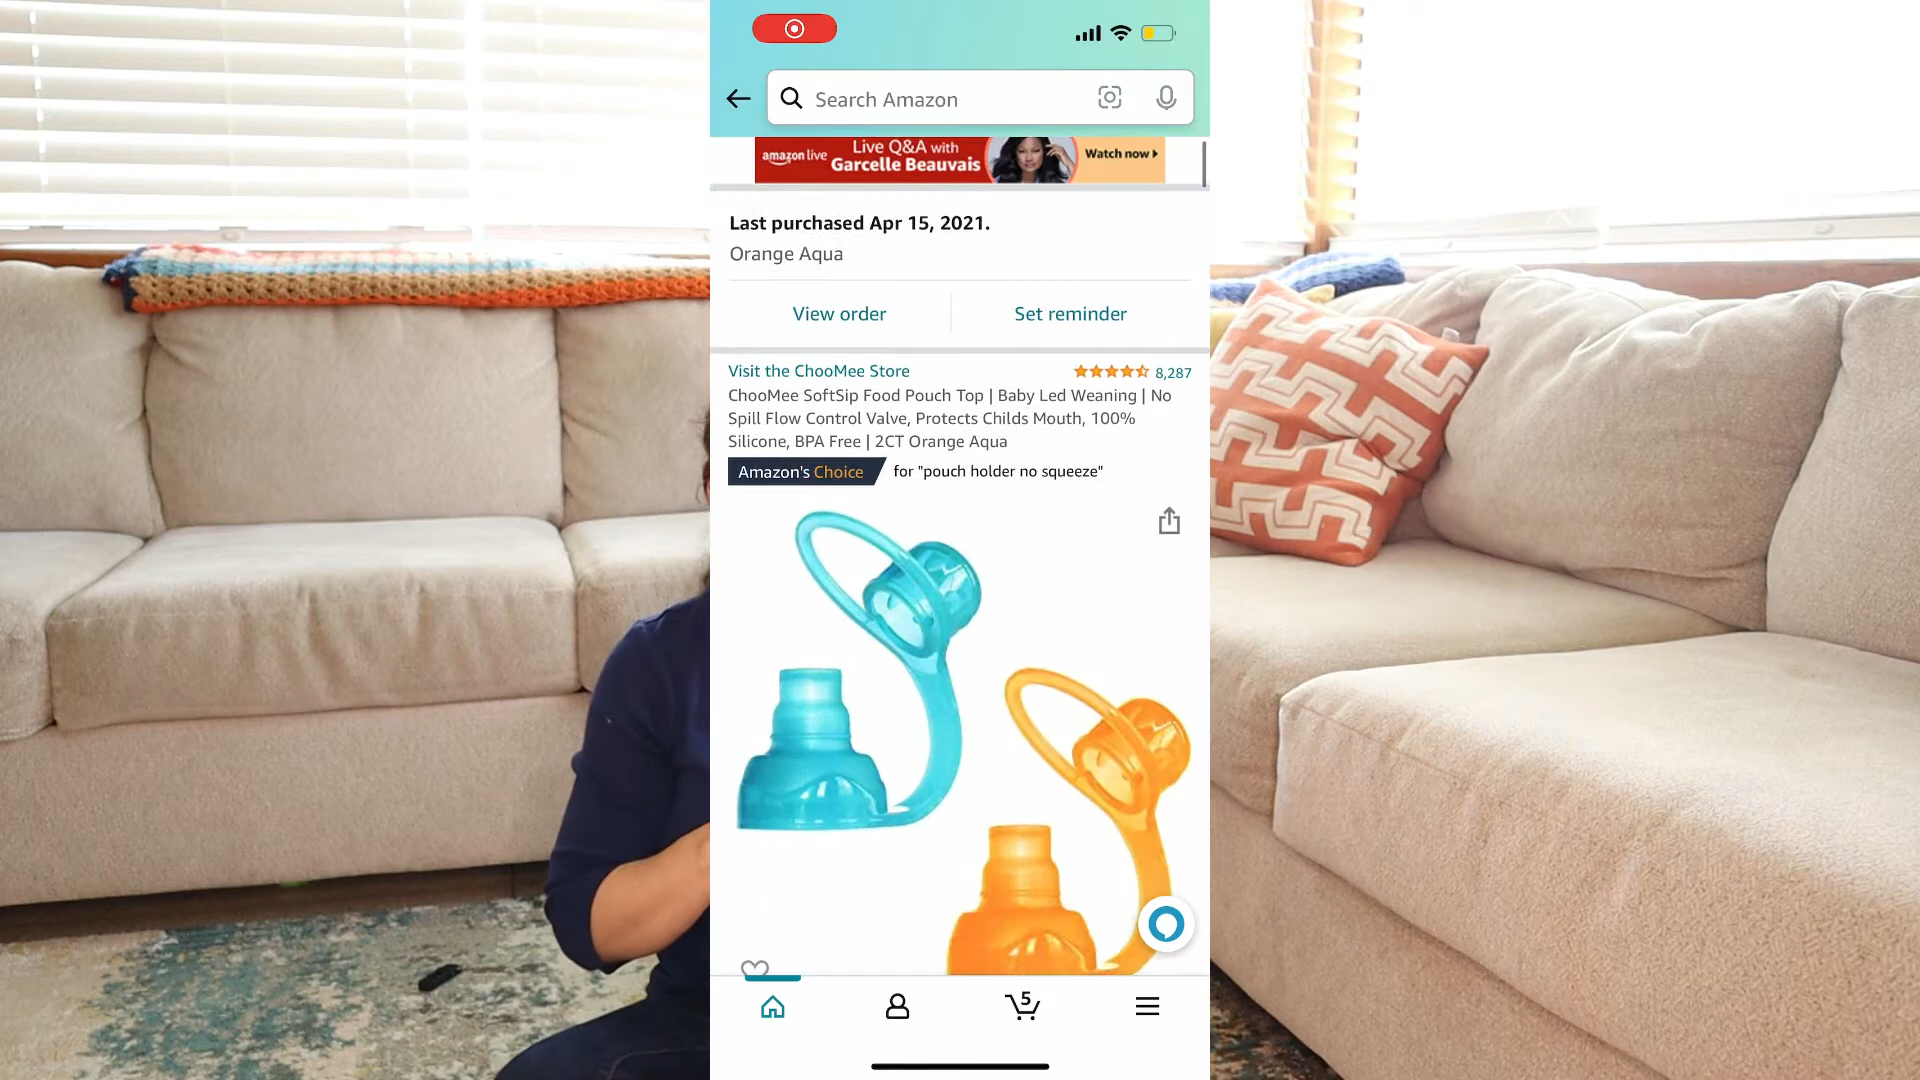 Search Amazon
amazon live
Live Q&A with
Garcelle Beauvais
Watch now
Last purchased Apr 15, 2021.
Orange Aqua
View order
Set reminder
Visit the ChooMee Store
8,287
ChooMee SoftSip Food Pouch Top | Baby Led Weaning | No
Spill Flow Control Valve, Protects Childs Mouth, 100%
Silicone, BPA Free | 2CT Orange Aqua
Amazon's Choice for "pouch holder no squeeze"
5